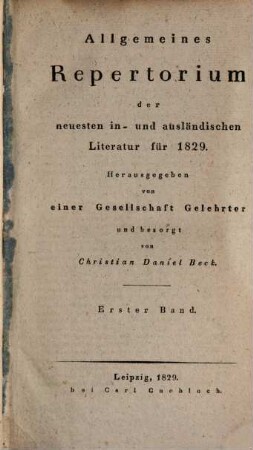 Allgemeines
Repertorium
der
neuesten in- und ausländischen
Literatur für 1829.
Herausgegeben
von
einer Gesellschaft Gelehrter
und besorgt
von
Christian Daniel Beck.
Erster Band.
Leipzig, 1829.
bei Carl Cnobloch.